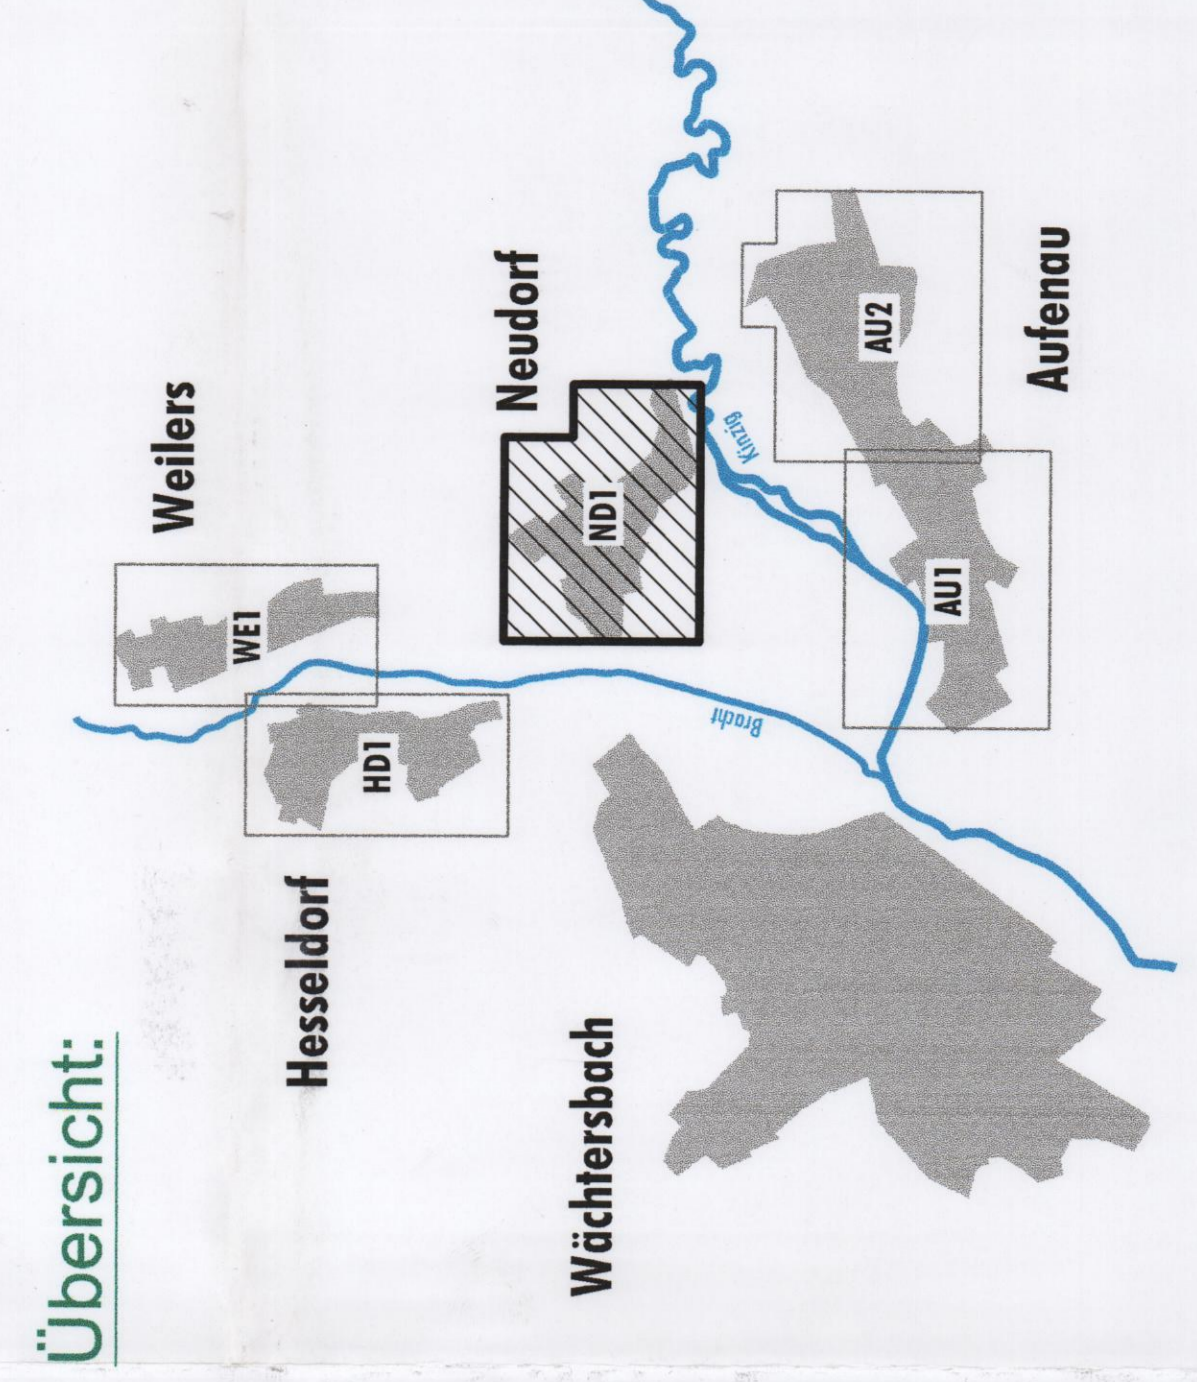 Übersicht:
Weilers
WE1
Hesseldorf
HD1
Neudorf
ND1
Wächtersbach
Bracht
Kinzig
AU1
AU2
Aufenau